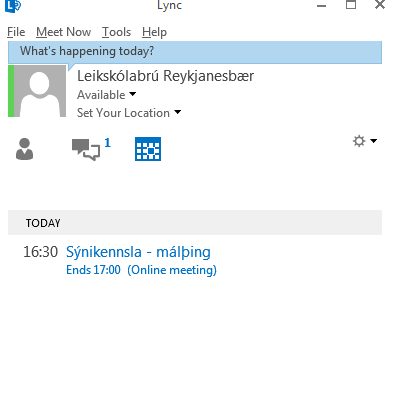 Lync
File Meet Now Tools Help
What's happening today?
Leikskólabrú Reykjanesbær
Available
Set Your Location
1
TODAY
16:30 Sýnikennsla - málþing
Ends 17:00 (Online meeting)